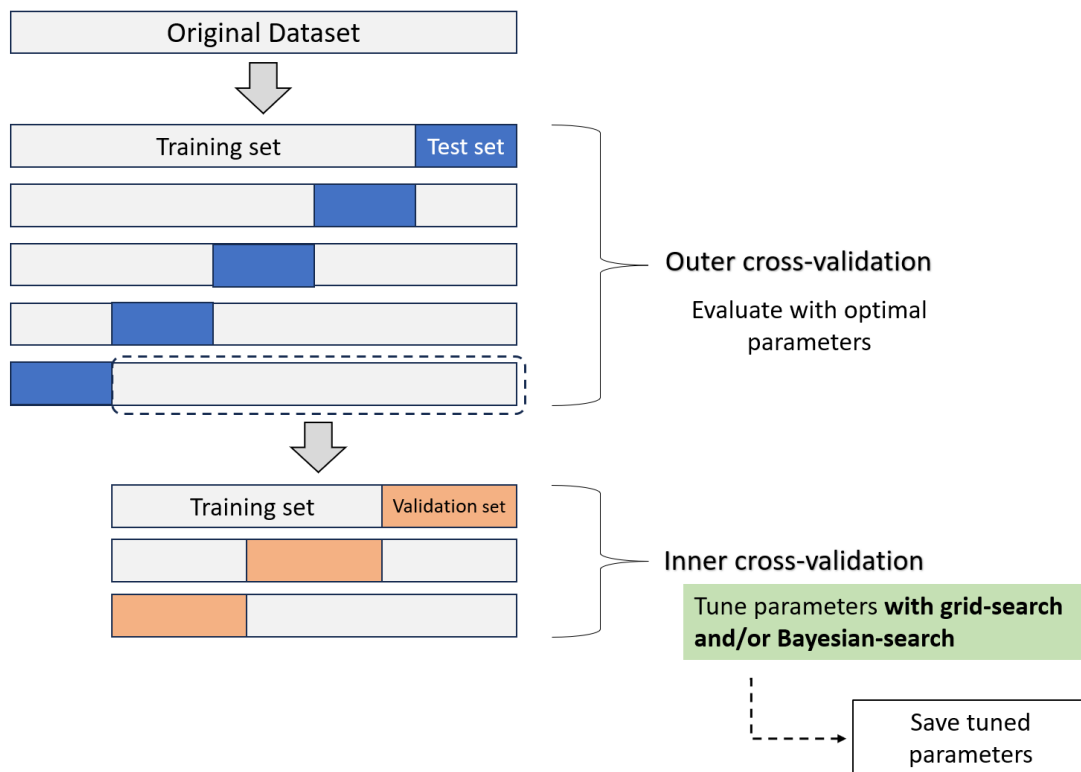 Original Dataset
Training set
Test set
Outer cross-validation
Evaluate with optimal
parameters
Training set
Validation set
Inner cross-validation
Tune parameters with grid-search
and/or Bayesian-search
Save tuned
parameters